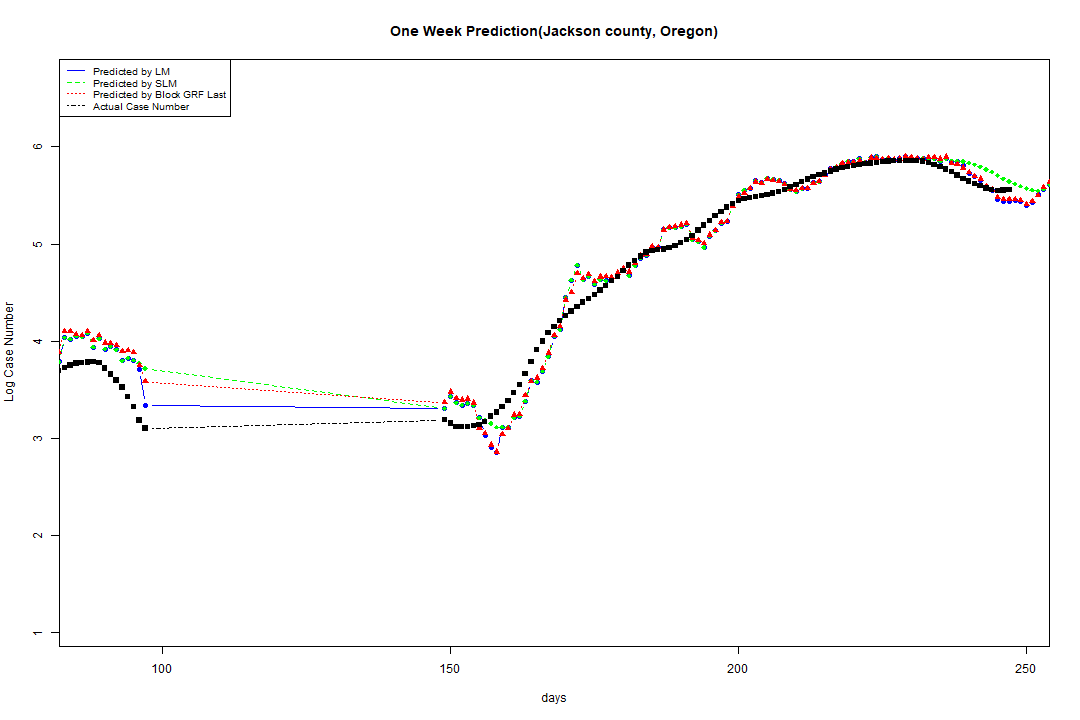 One Week Prediction(Jackson county, Oregon)
Predicted by LM
Predicted by SLM
Predicted by Block GRF Last
Actual Case Number
Log Case Number
6
5
4
3
2
1
100 150 200 250
days